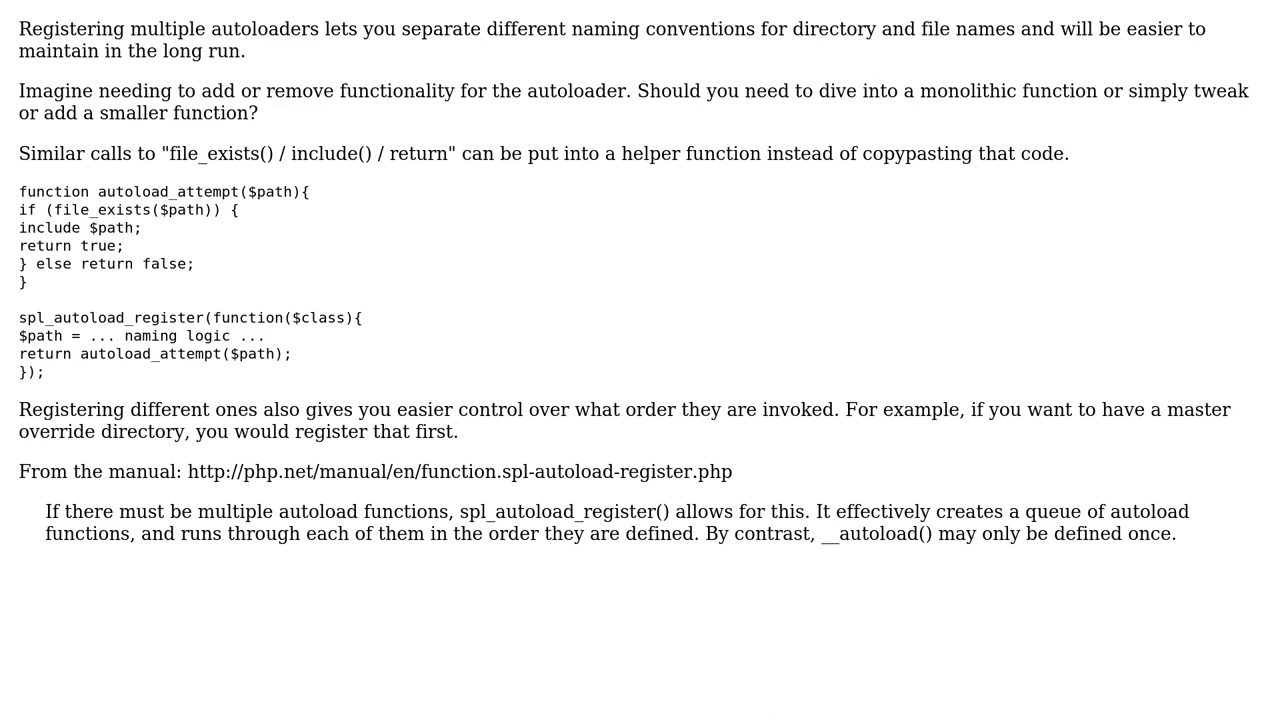 Registering multiple autoloaders lets you separate different naming conventions for directory and file names and will be easier to
maintain in the long run.
Imagine needing to add or remove functionality for the autoloader. Should you need to dive into a monolithic function or simply tweak
or add a smaller function?
Similar calls to "file_exists() / include() / return" can be put into a helper function instead of copypasting that code.
function autoload_attempt($path){
if (file_exists($path)) {
include $path;
return true;
} else return false;
}
spl_autoload_register(function($class){
$path = ... naming logic ...
return autoload_attempt($path);
});
Registering different ones also gives you easier control over what order they are invoked. For example, if you want to have a master
override directory, you would register that first.
From the manual: http://php.net/manual/en/function.spl-autoload-register.php
If there must be multiple autoload functions, spl_autoload_register() allows for this. It effectively creates a queue of autoload
functions, and runs through each of them in the order they are defined. By contrast, __autoload() may only be defined once.